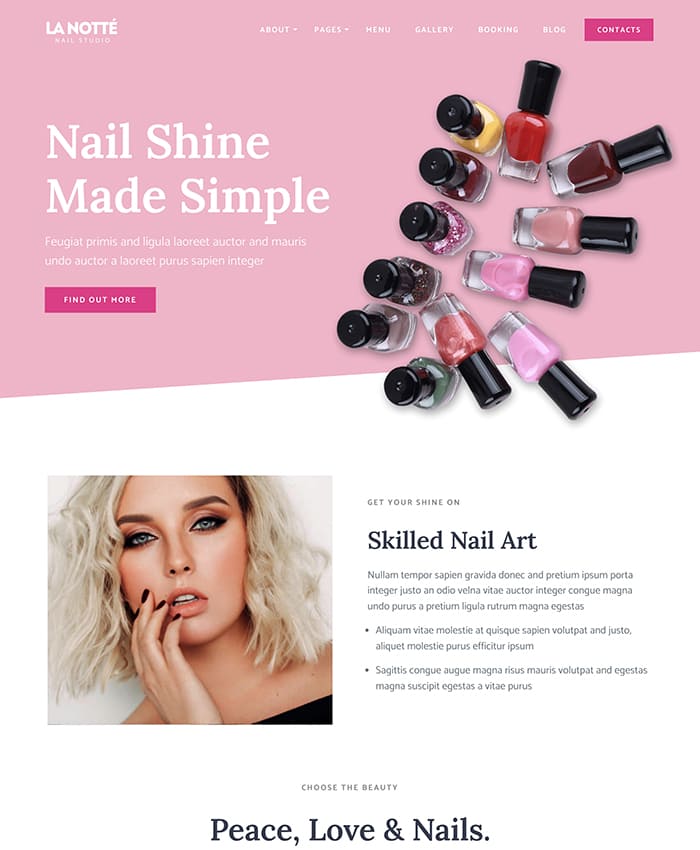 LA NOTTÉ
NAIL STUDIO
ABOUT PAGES MENU GALLERY BOOKING BLOG CONTACTS
Nail Shine
Made Simple
Feugiat primis and ligula laoreet auctor and mauris
undo auctor a laoreet purus sapien integer
FIND OUT MORE
GET YOUR SHINE ON
Skilled Nail Art
Nullam tempor sapien gravida donec and pretium ipsum porta
integer justo an odio velna vitae auctor integer congue magna
undo purus a pretium ligula rutrum magna egestas
• Aliquam vitae molestie at quisque sapien volutpat and justo,
aliquet molestie purus efficitur ipsum
• Sagittis congue augue magna risus mauris volutpat and egestas
magna suscipit egestas a vitae purus
CHOOSE THE BEAUTY
Peace, Love & Nails.